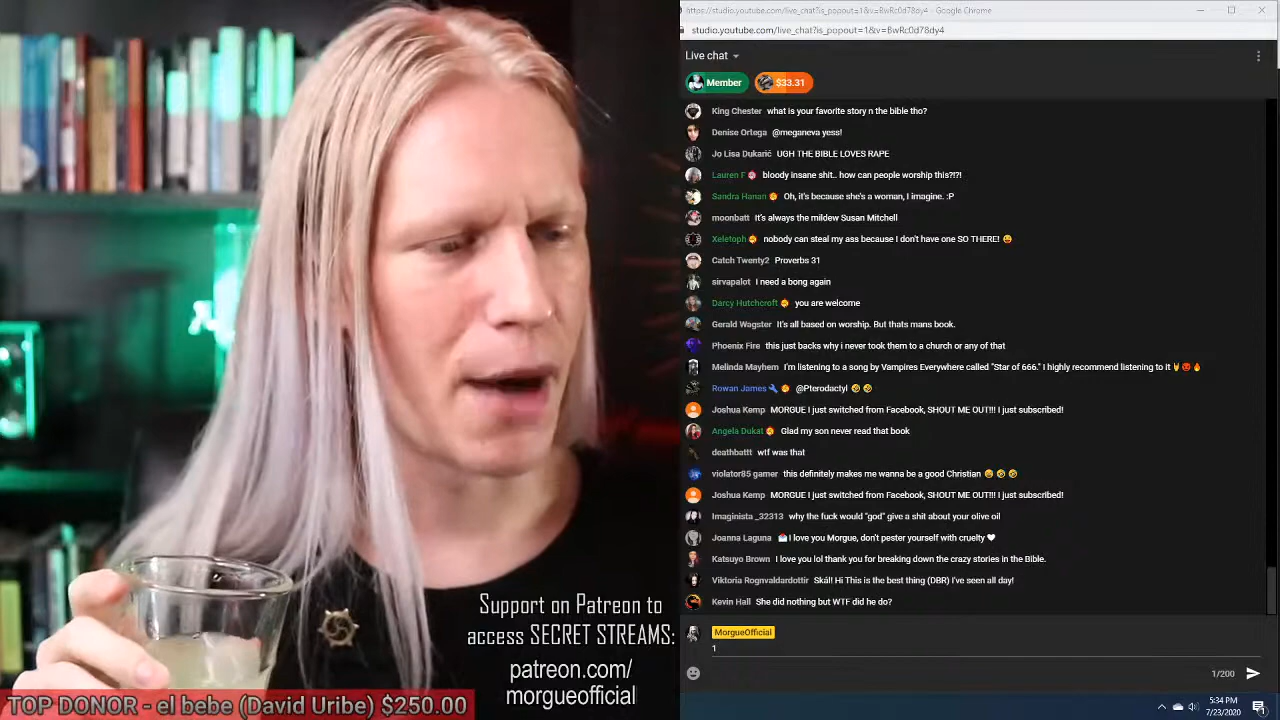 https://studio.youtube.com/live_chat?is_popout=1&v=BwRc0d78dy4 - Google Chrome
studio.youtube.com/live_chat?is_popout=1&v=BwRc0d78dy4
Live chat
Member
$33.31
King Chester what is your favorite story n the bible tho?
Denise Ortega @meganeva yess!
Jo Lisa Dukarić UGH THE BIBLE LOVES RAPE
Lauren F bloody insane shit.. how can people worship this?!?!
Sandra Hanan Oh, it's because she's a woman, I imagine. :P
moonbatt It's always the mildew Susan Mitchell
Xeletoph nobody can steal my ass because I don't have one SO THERE! 😄
Catch Twenty2 Proverbs 31
sirvapalot I need a bong again
Darcy Hutchcroft you are welcome
Gerald Wagster It's all based on worship. But thats mans book.
Phoenix Fire this just backs why i never took them to a church or any of that
Melinda Mayhem I'm listening to a song by Vampires Everywhere called "Star of 666." I highly recommend listening to it 🤘😡🔥
Rowan James @Pterodactyl 🤣🤣
Joshua Kemp MORGUE I just switched from Facebook, SHOUT ME OUT!!! I just subscribed!
Angela Dukat Glad my son never read that book
deathbattt wtf was that
violator85 gamer this definitely makes me wanna be a good Christian 😄🤣🤣
Joshua Kemp MORGUE I just switched from Facebook, SHOUT ME OUT!!! I just subscribed!
Imaginista _32313 why the fuck would "god" give a shit about your olive oil
Joanna Laguna 💌 I love you Morgue, don't pester yourself with cruelty 🤍
Katsuyo Brown I love you lol thank you for breaking down the crazy stories in the Bible.
Viktoria Rognvaldardottir Skál! Hi This is the best thing (DBR) I've seen all day!
Kevin Hall She did nothing but WTF did he do?
MorgueOfficial
1
1/200
5:34 PM
7/23/2020
Support on Patreon to
access SECRET STREAMS:
patreon.com/
morgueofficial
TOP DONOR - el bebe (David Uribe) $250.00